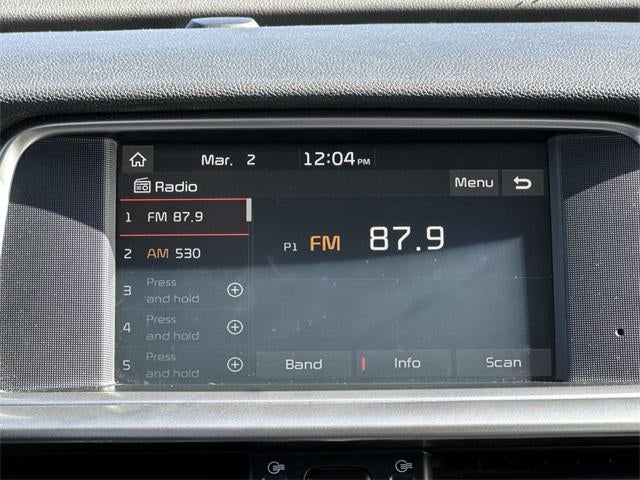 Mar. 2 12:04 PM
Radio Menu
1 FM 87.9
P1 FM 87.9
2 AM 530
3 Press and hold
4 Press and hold
5 Press and hold
Band Info Scan